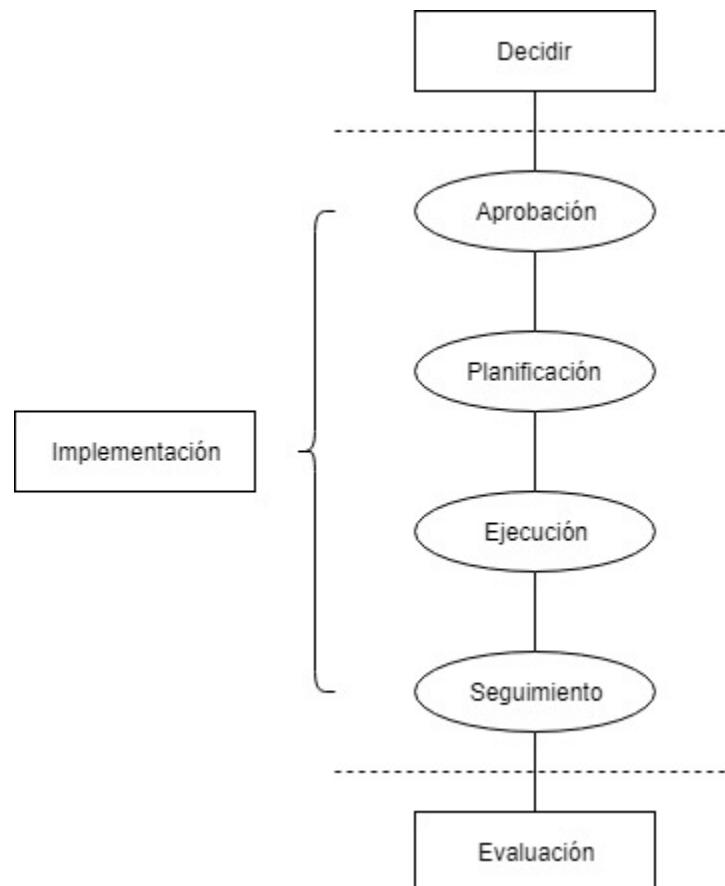 Decidir
Aprobación
Planificación
Implementación
Ejecución
Seguimiento
Evaluación